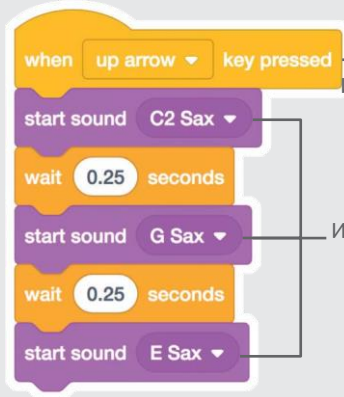 when up arrow key pressed
start sound C2 Sax
wait 0.25 seconds
start sound G Sax
wait 0.25 seconds
start sound E Sax